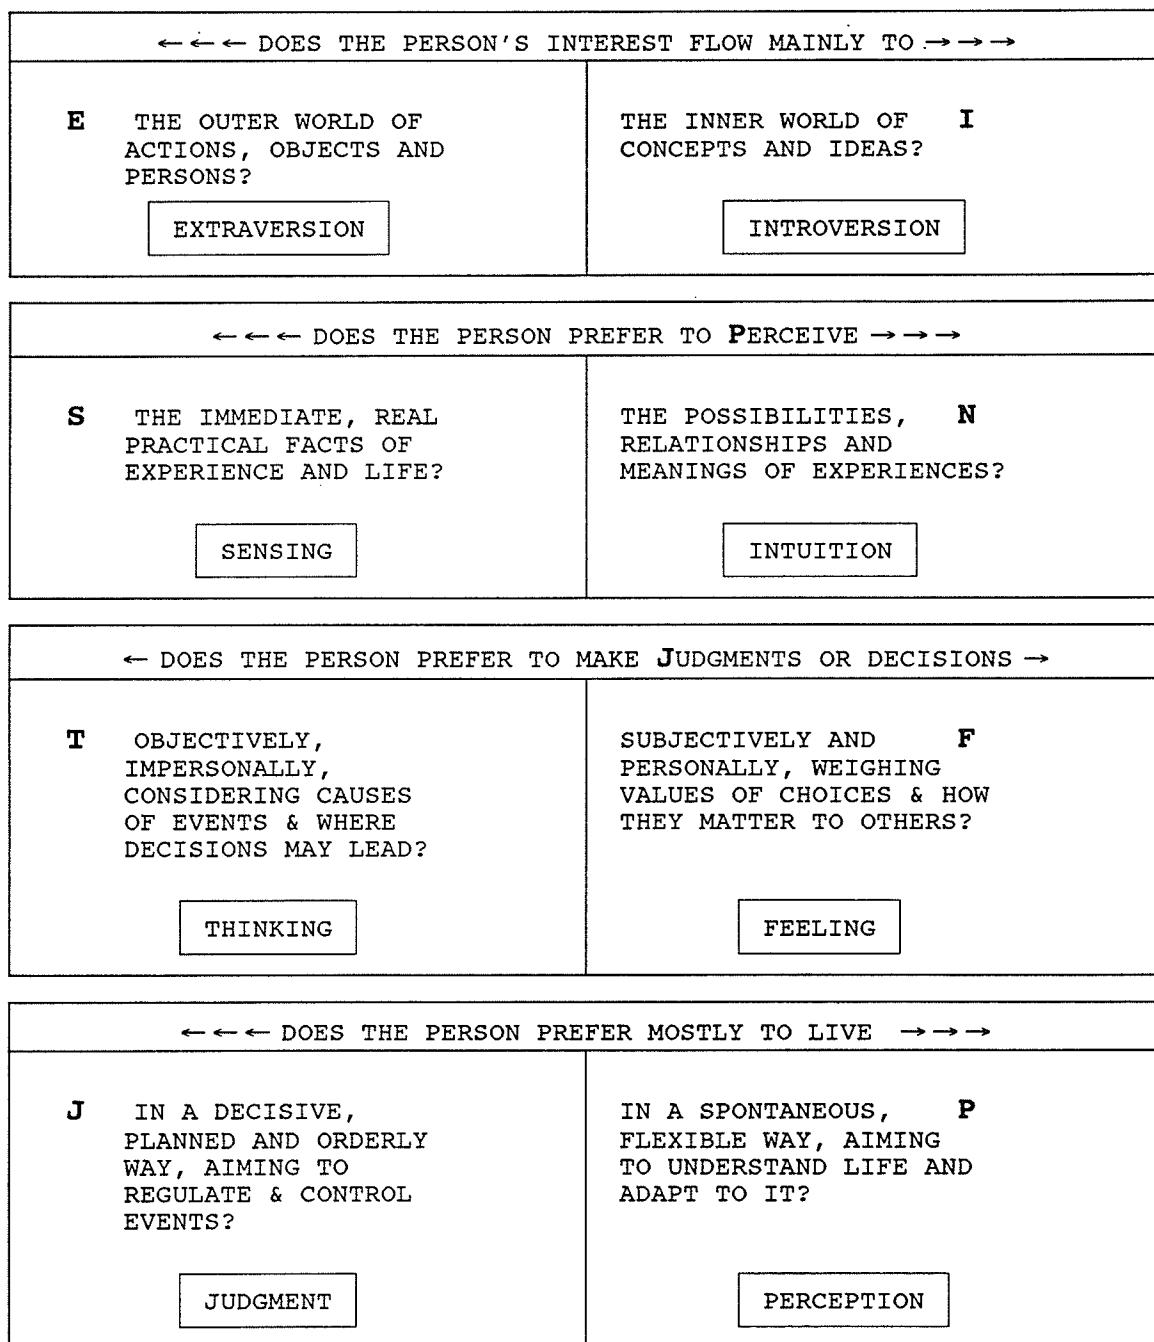 ←←← DOES THE PERSON'S INTEREST FLOW MAINLY TO →→→
E THE OUTER WORLD OF
ACTIONS, OBJECTS AND
PERSONS?
EXTRAVERSION
THE INNER WORLD OF I
CONCEPTS AND IDEAS?
INTROVERSION
←←← DOES THE PERSON PREFER TO PERCEIVE →→→
S THE IMMEDIATE, REAL
PRACTICAL FACTS OF
EXPERIENCE AND LIFE?
SENSING
THE POSSIBILITIES, N
RELATIONSHIPS AND
MEANINGS OF EXPERIENCES?
INTUITION
← DOES THE PERSON PREFER TO MAKE JUDGMENTS OR DECISIONS →
T OBJECTIVELY,
IMPERSONALLY,
CONSIDERING CAUSES
OF EVENTS & WHERE
DECISIONS MAY LEAD?
THINKING
SUBJECTIVELY AND F
PERSONALLY, WEIGHING
VALUES OF CHOICES & HOW
THEY MATTER TO OTHERS?
FEELING
←←← DOES THE PERSON PREFER MOSTLY TO LIVE →→→
J IN A DECISIVE,
PLANNED AND ORDERLY
WAY, AIMING TO
REGULATE & CONTROL
EVENTS?
JUDGMENT
IN A SPONTANEOUS, P
FLEXIBLE WAY, AIMING
TO UNDERSTAND LIFE AND
ADAPT TO IT?
PERCEPTION